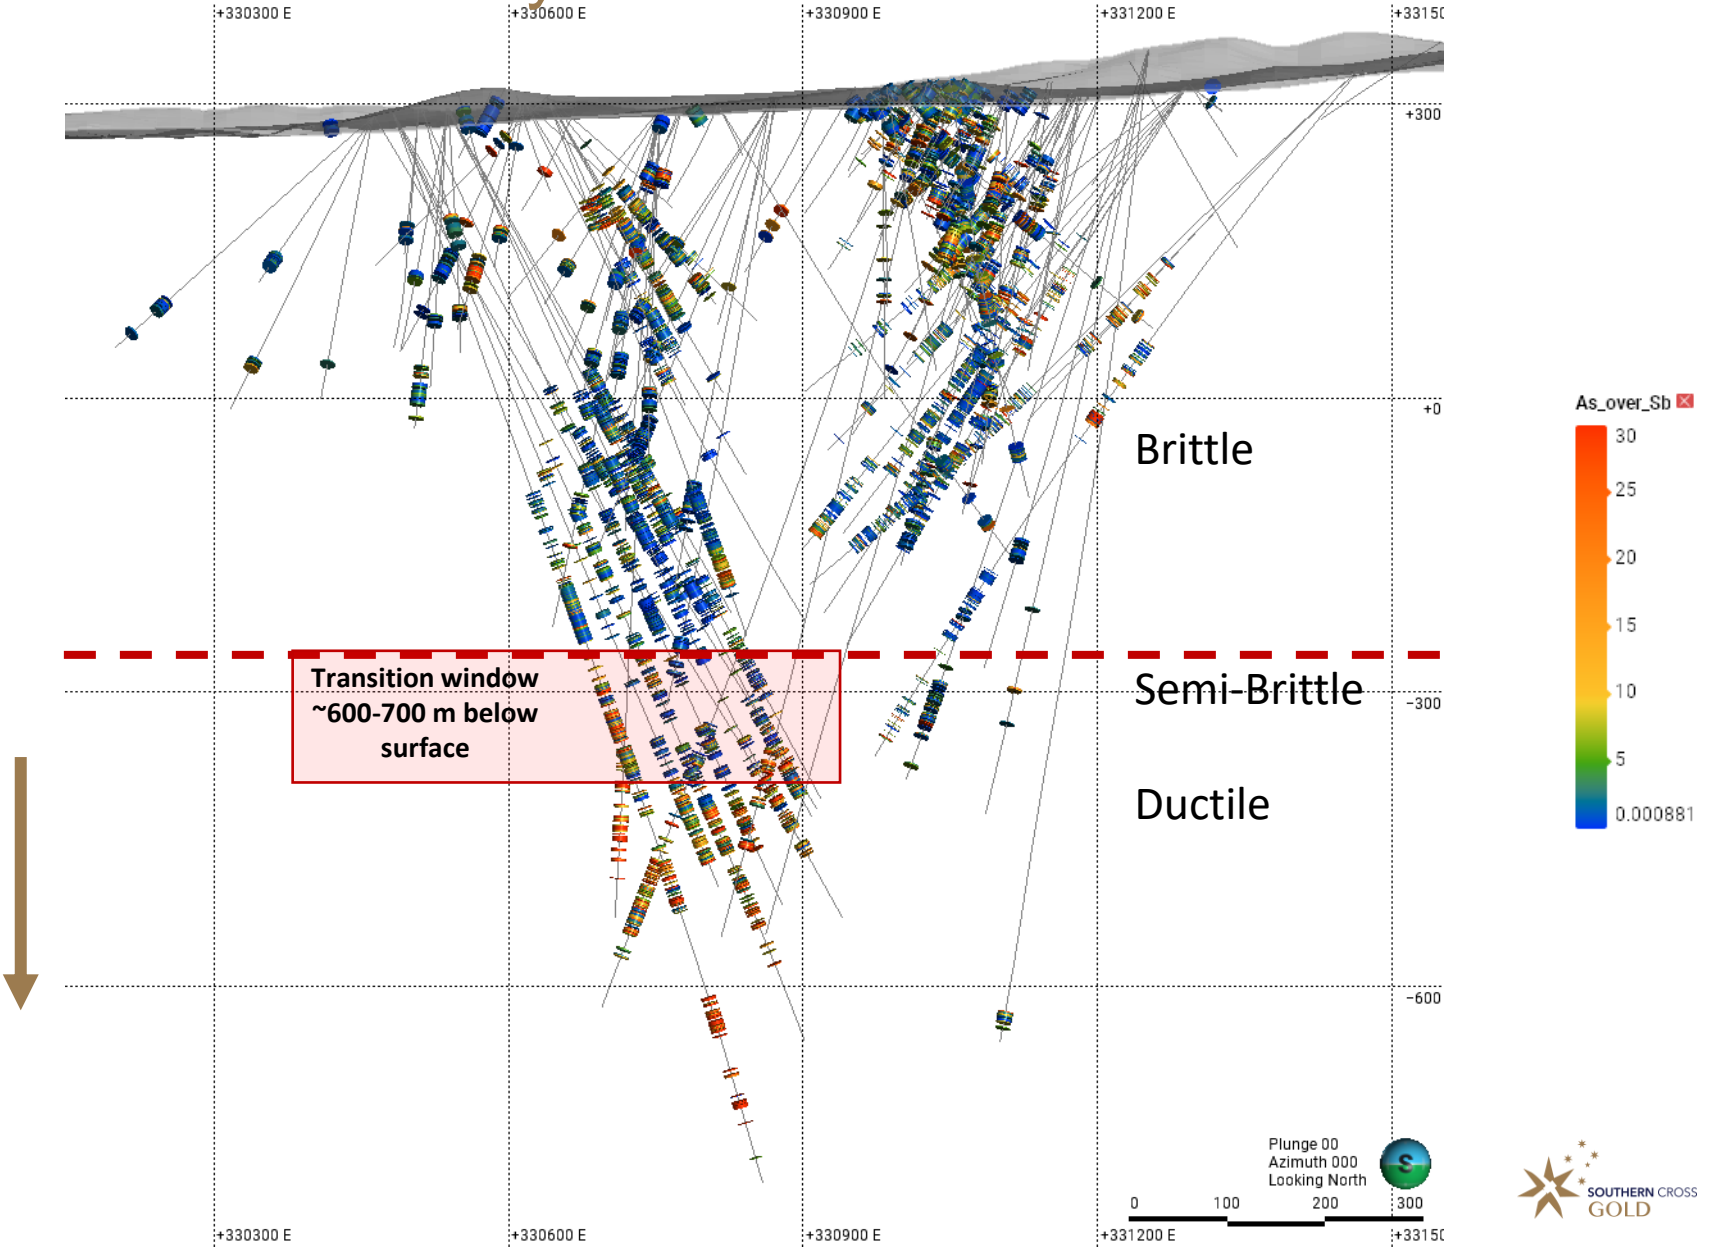 +330300 E
+330600 E
+330900 E
+331200 E
+33150
+300
+0
Brittle
As_over_Sb
30
25
20
15
10
5
0.000881
Transition window
~600-700 m below
surface
Semi-Brittle
-300
Ductile
-600
Plunge 00
Azimuth 000
Looking North
S
0 100 200 300
SOUTHERN CROSS
GOLD
+330300 E
+330600 E
+330900 E
+331200 E
+33150